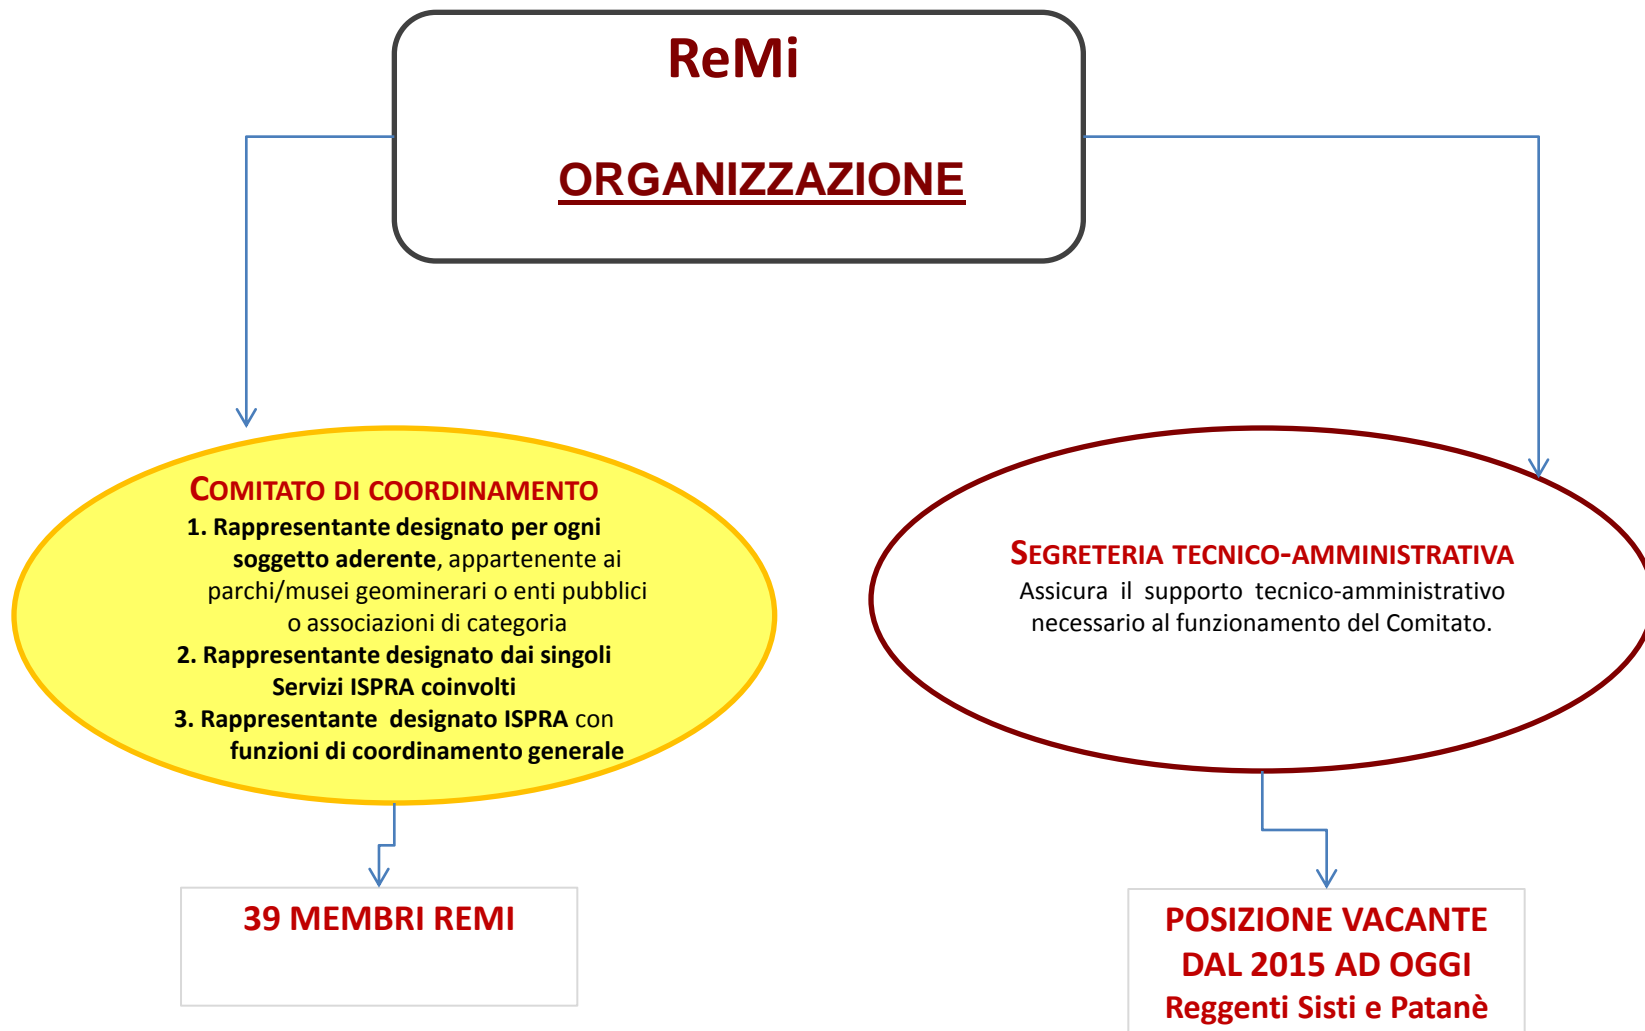 ReMi
ORGANIZZAZIONE
COMITATO DI COORDINAMENTO
1. Rappresentante designato per ogni
soggetto aderente, appartenente ai
parchi/musei geominerari o enti pubblici
o associazioni di categoria
2. Rappresentante designato dai singoli
Servizi ISPRA coinvolti
3. Rappresentante designato ISPRA con
funzioni di coordinamento generale
SEGRETERIA TECNICO-AMMINISTRATIVA
Assicura il supporto tecnico-amministrativo
necessario al funzionamento del Comitato.
39 MEMBRI REMI
POSIZIONE VACANTE
DAL 2015 AD OGGI
Reggenti Sisti e Patanè